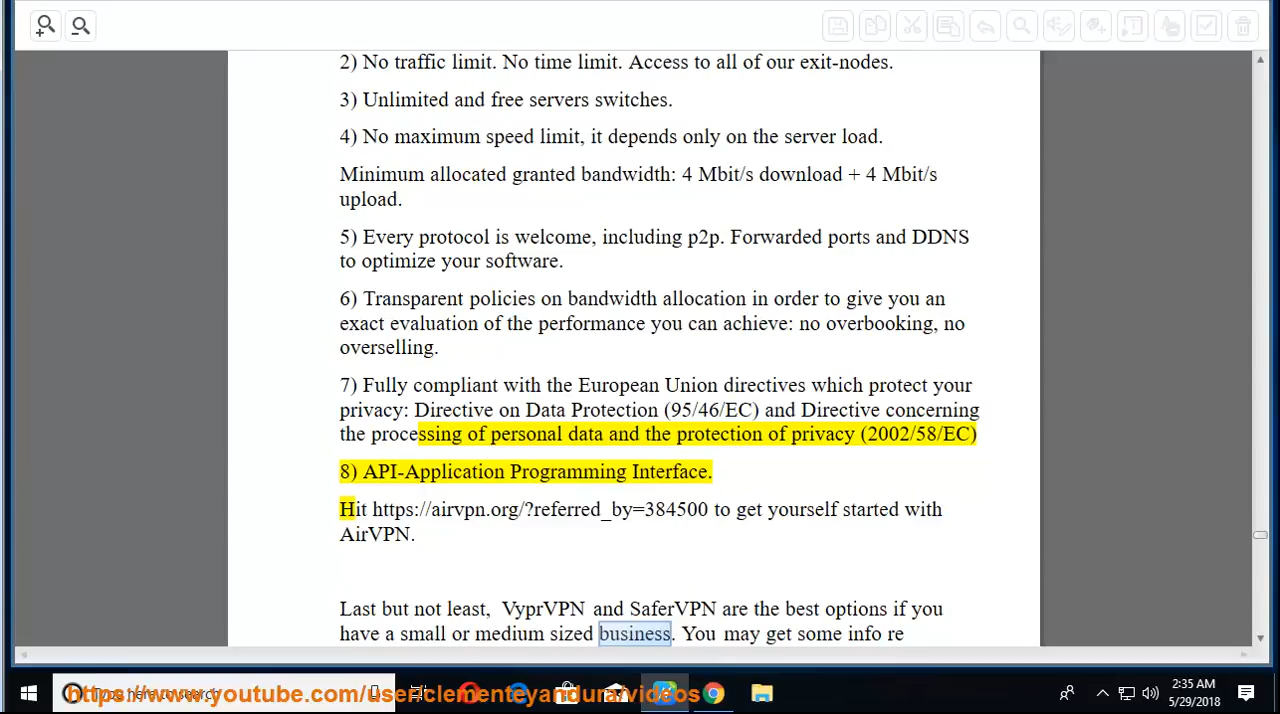 2) No traffic limit. No time limit. Access to all of our exit-nodes.
3) Unlimited and free servers switches.
4) No maximum speed limit, it depends only on the server load.
Minimum allocated granted bandwidth: 4 Mbit/s download + 4 Mbit/s
upload.
5) Every protocol is welcome, including p2p. Forwarded ports and DDNS
to optimize your software.
6) Transparent policies on bandwidth allocation in order to give you an
exact evaluation of the performance you can achieve: no overbooking, no
overselling.
7) Fully compliant with the European Union directives which protect your
privacy: Directive on Data Protection (95/46/EC) and Directive concerning
the processing of personal data and the protection of privacy (2002/58/EC)
8) API-Application Programming Interface.
Hit https://airvpn.org/?referred_by=384500 to get yourself started with
AirVPN.
Last but not least, VyprVPN and SaferVPN are the best options if you
have a small or medium sized business. You may get some info re
Type here to search
https://www.youtube.com/user/clementeyandura/videos
2:35 AM
5/29/2018